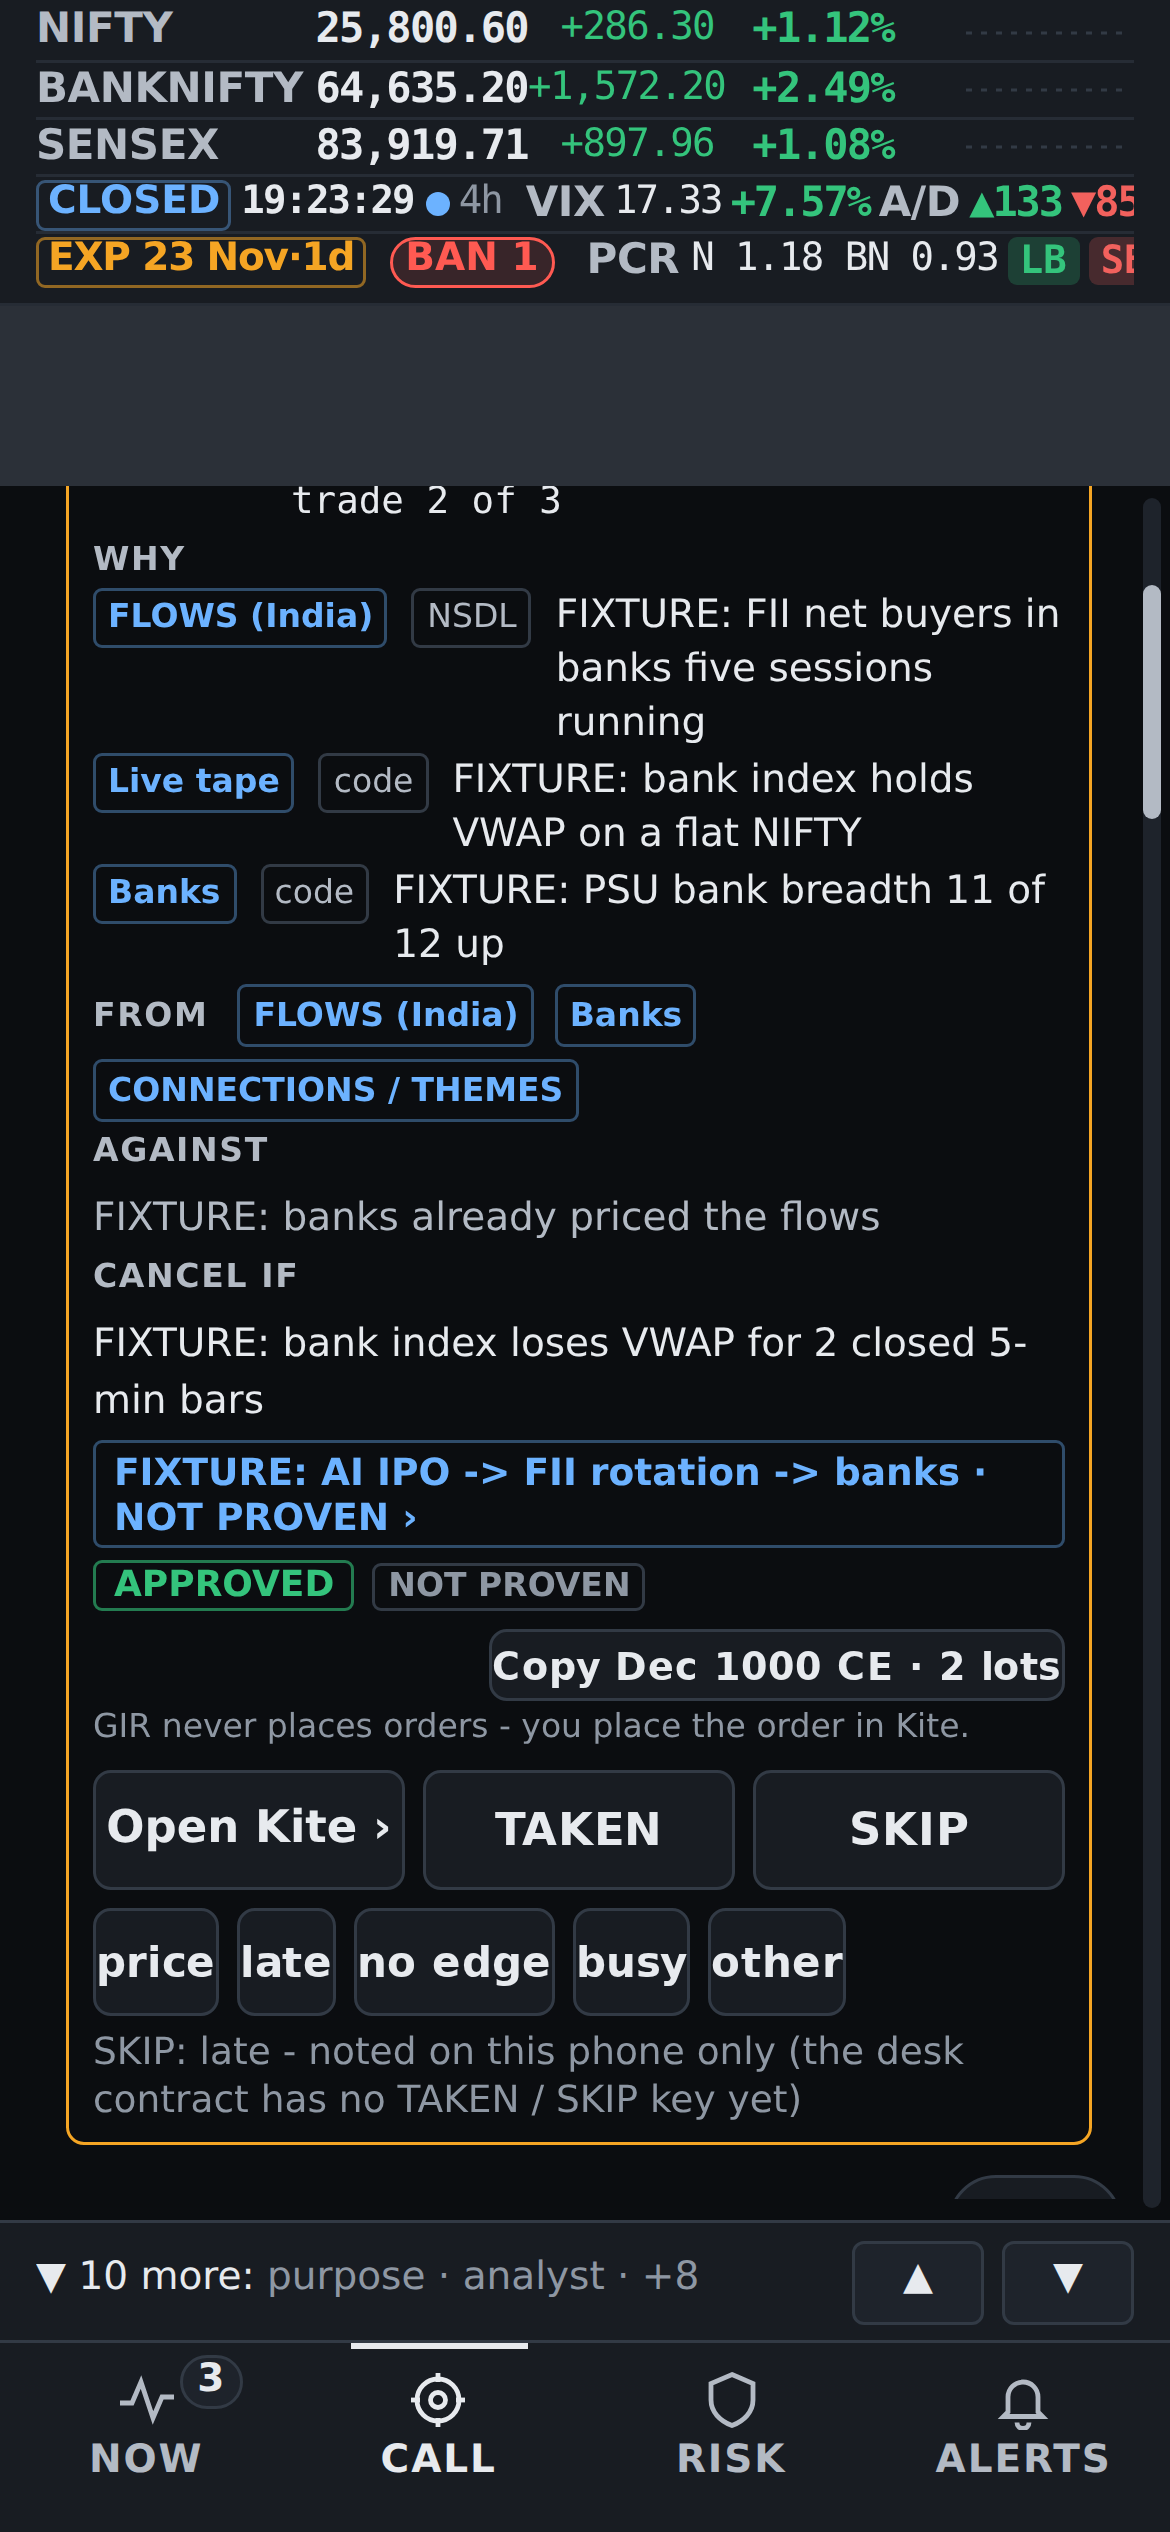 NIFTY 25,800.60 +286.30 +1.12%
BANKNIFTY 64,635.20 +1,572.20 +2.49%
SENSEX 83,919.71 +897.96 +1.08%
CLOSED 19:23:29 ● 4h VIX 17.33 +7.57% A/D ▲133 ▼85
EXP 23 Nov·1d BAN 1 PCR N 1.18 BN 0.93 LB
trade 2 of 3
WHY
FLOWS (India) NSDL FIXTURE: FII net buyers in
banks five sessions
running
Live tape code FIXTURE: bank index holds
VWAP on a flat NIFTY
Banks code FIXTURE: PSU bank breadth 11 of
12 up
FROM FLOWS (India) Banks
CONNECTIONS / THEMES
AGAINST
FIXTURE: banks already priced the flows
CANCEL IF
FIXTURE: bank index loses VWAP for 2 closed 5-
min bars
FIXTURE: AI IPO -> FII rotation -> banks ·
NOT PROVEN ›
APPROVED NOT PROVEN
Copy Dec 1000 CE · 2 lots
GIR never places orders - you place the order in Kite.
Open Kite › TAKEN SKIP
price late no edge busy other
SKIP: late - noted on this phone only (the desk
contract has no TAKEN / SKIP key yet)
▼ 10 more: purpose · analyst · +8 ▲ ▼
3
NOW CALL RISK ALERTS